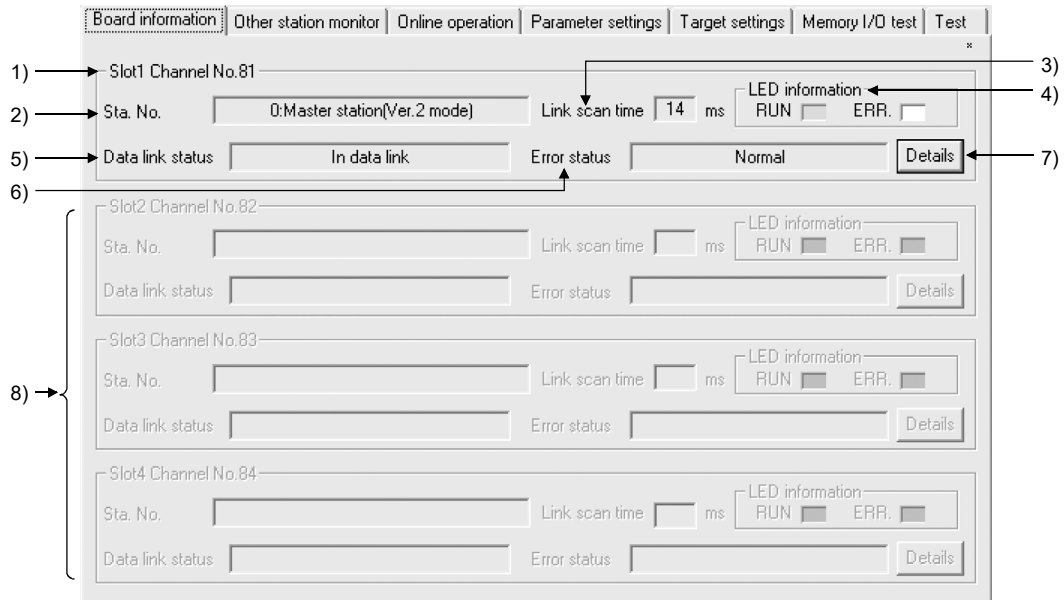 Board information Other station monitor Online operation Parameter settings Target settings Memory I/O test Test
1) Slot1 Channel No.81 3)
LED information 4)
2) Sta. No. 0:Master station(Ver.2 mode) Link scan time 14 ms RUN ERR.
5) Data link status In data link Error status Normal Details 7)
6)
Slot2 Channel No.82
LED information
Sta. No. Link scan time ms RUN ERR.
Data link status Error status Details
Slot3 Channel No.83
LED information
Sta. No. Link scan time ms RUN ERR.
8)
Data link status Error status Details
Slot4 Channel No.84
LED information
Sta. No. Link scan time ms RUN ERR.
Data link status Error status Details